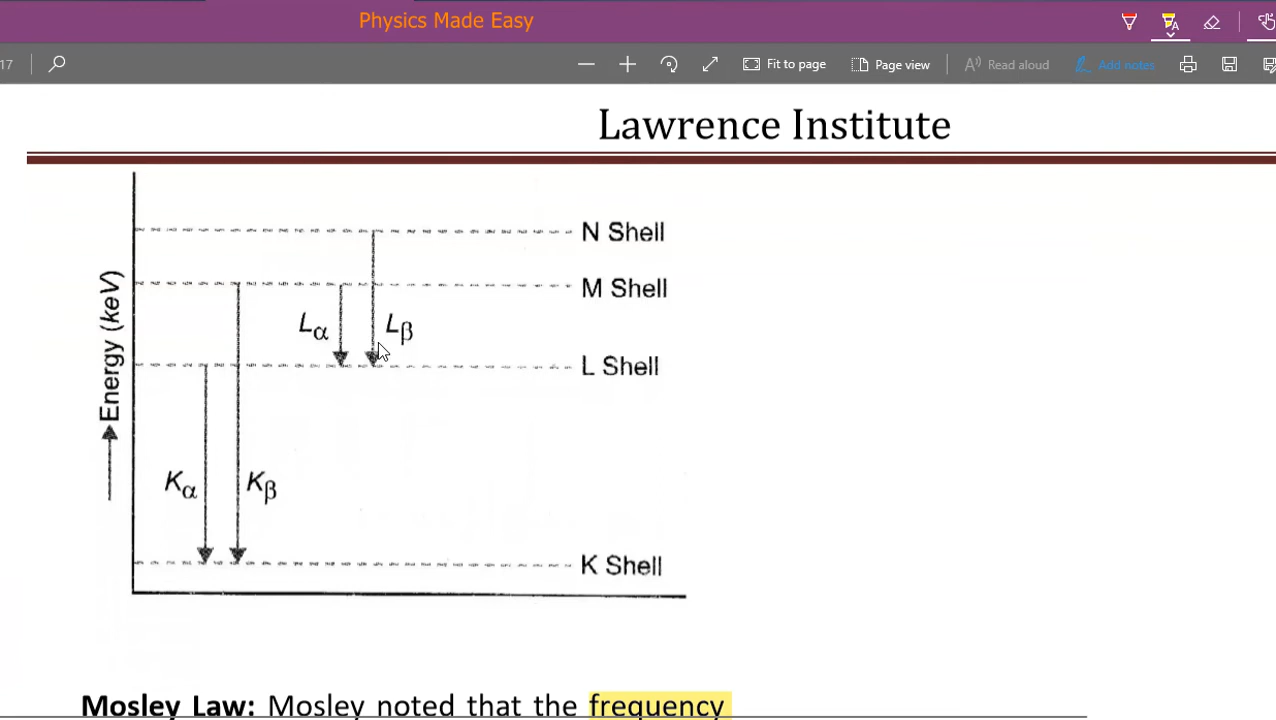 Physics Made Easy
17
Fit to page
Page view
Read aloud
Add notes
Lawrence Institute
N Shell
M Shell
Lα
Lβ
L Shell
Energy (keV)
Kα
Kβ
K Shell
Mosley Law: Mosley noted that the frequency